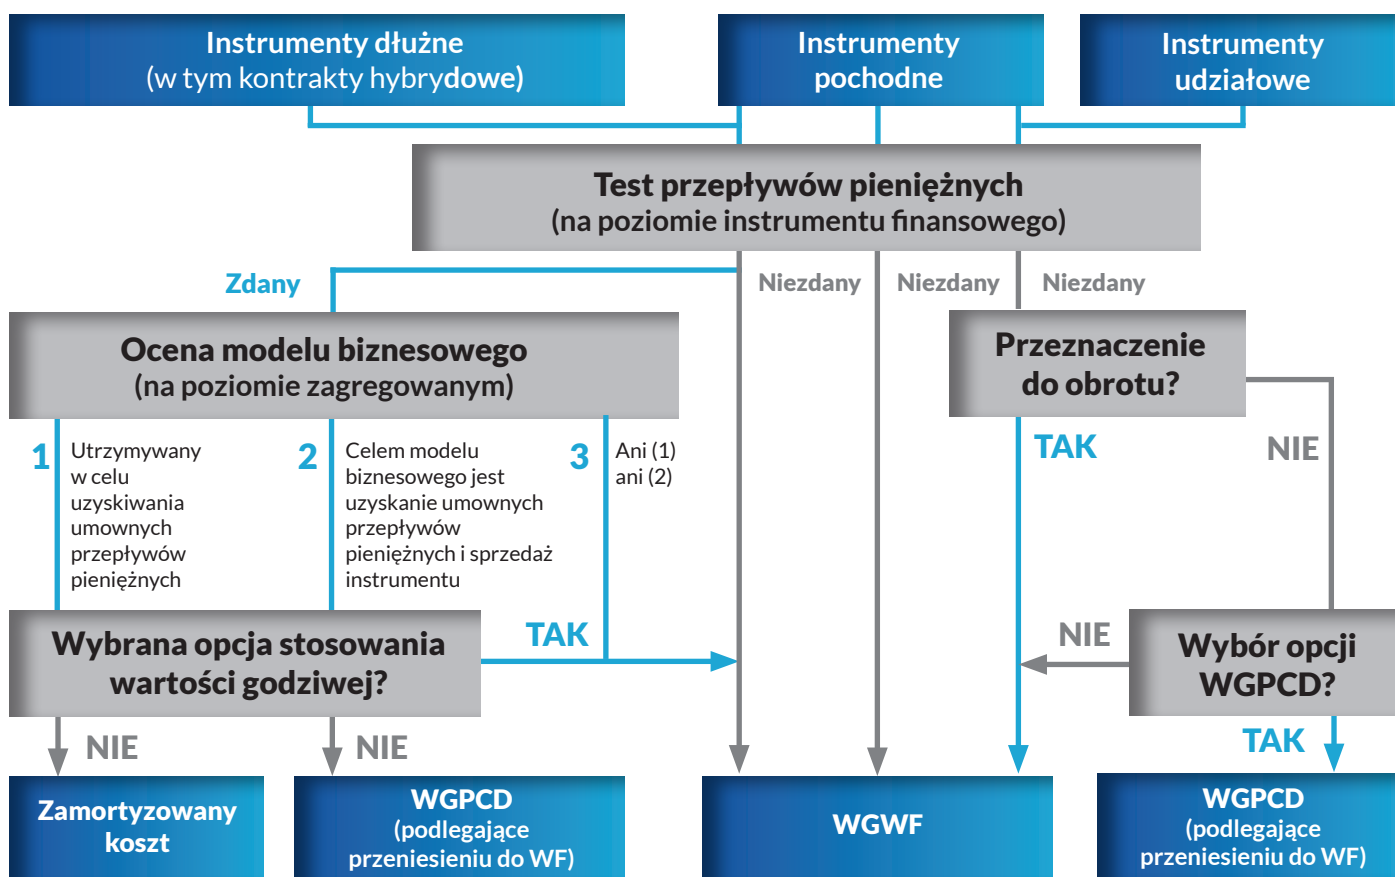 Instrumenty dłużne
(w tym kontrakty hybrydowe)
Instrumenty
pochodne
Instrumenty
udziałowe
Test przepływów pieniężnych
(na poziomie instrumentu finansowego)
Zdany
Niezdany
Niezdany
Niezdany
Ocena modelu biznesowego
(na poziomie zagregowanym)
Przeznaczenie
do obrotu?
1
Utrzymywany
w celu
uzyskiwania
umownych
przepływów
pieniężnych
2
Celem modelu
biznesowego jest
uzyskanie umownych
przepływów
pieniężnych i sprzedaż
instrumentu
3
Ani (1)
ani (2)
TAK
NIE
Wybrana opcja stosowania
wartości godziwej?
TAK
NIE
Wybór opcji
WGPCD?
NIE
NIE
TAK
Zamortyzowany
koszt
WGPCD
(podlegające
przeniesieniu do WF)
WGWF
WGPCD
(podlegające
przeniesieniu do WF)